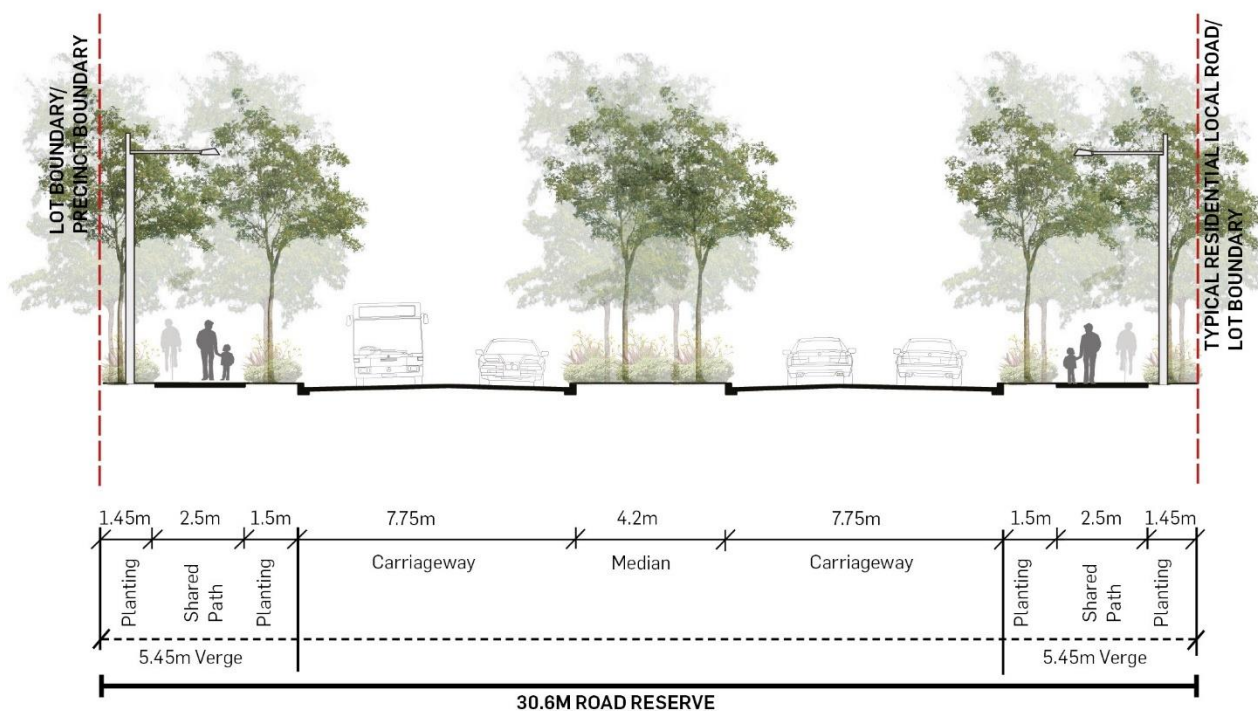 LOT BOUNDARY/
PRECINCT BOUNDARY
TYPICAL RESIDENTIAL LOCAL ROAD/
LOT BOUNDARY
1.45m
2.5m
1.5m
7.75m
4.2m
7.75m
1.5m
2.5m
1.45m
Planting
Shared
Path
Planting
Carriageway
Median
Carriageway
Planting
Shared
Path
Planting
5.45m Verge
5.45m Verge
30.6M ROAD RESERVE